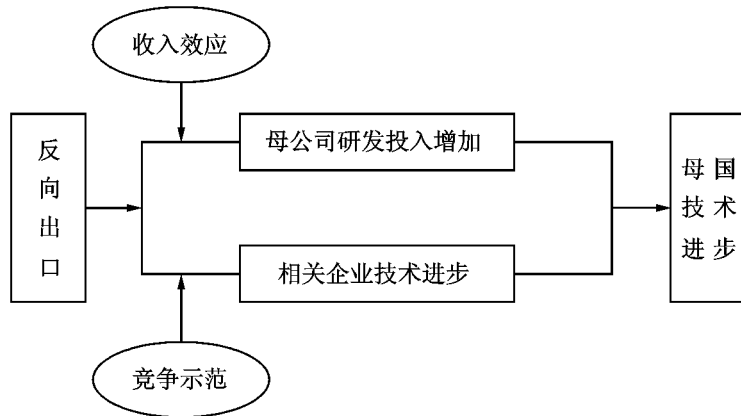 收入效应
反向出口
母公司研发投入增加
相关企业技术进步
竞争示范
母国
技术
进步